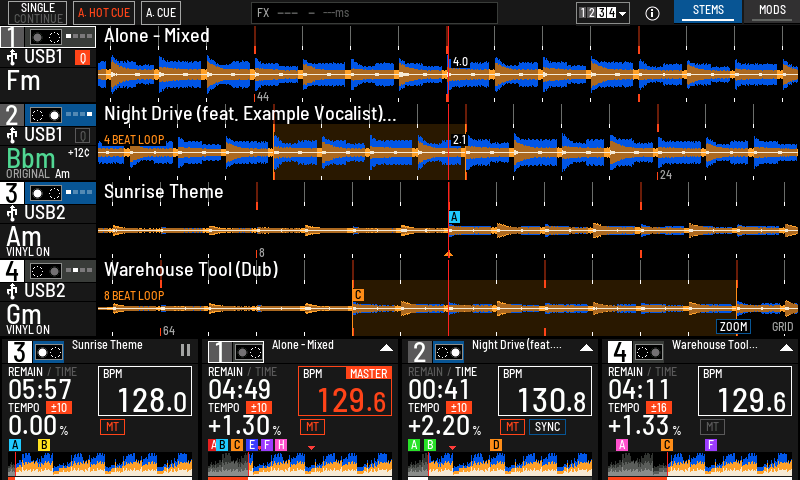 SINGLE
CONTINUE
A. HOT CUE
A. CUE
FX --- - ---ms
1 2 3 4
STEMS
MODS
1
Alone - Mixed
USB1
0
Fm
4.0
44
2
Night Drive (feat. Example Vocalist)...
USB1
0
Bbm
+12¢
ORIGINAL Am
4 BEAT LOOP
2.1
24
3
Sunrise Theme
USB2
Am
VINYL ON
A
8
4
Warehouse Tool (Dub)
USB2
Gm
VINYL ON
8 BEAT LOOP
C
64
ZOOM
GRID
3
Sunrise Theme
REMAIN / TIME
05:57
TEMPO ±10
0.00%
BPM
128.0
MT
A B
1
Alone - Mixed
REMAIN / TIME
04:49
TEMPO ±10
+1.30%
BPM
MASTER
129.6
MT
A B C E F H
2
Night Drive (feat....
REMAIN / TIME
00:41
TEMPO ±10
+2.20%
BPM
130.8
MT
SYNC
A B D
4
Warehouse Tool...
REMAIN / TIME
04:11
TEMPO ±16
+1.33%
BPM
129.6
MT
A C F